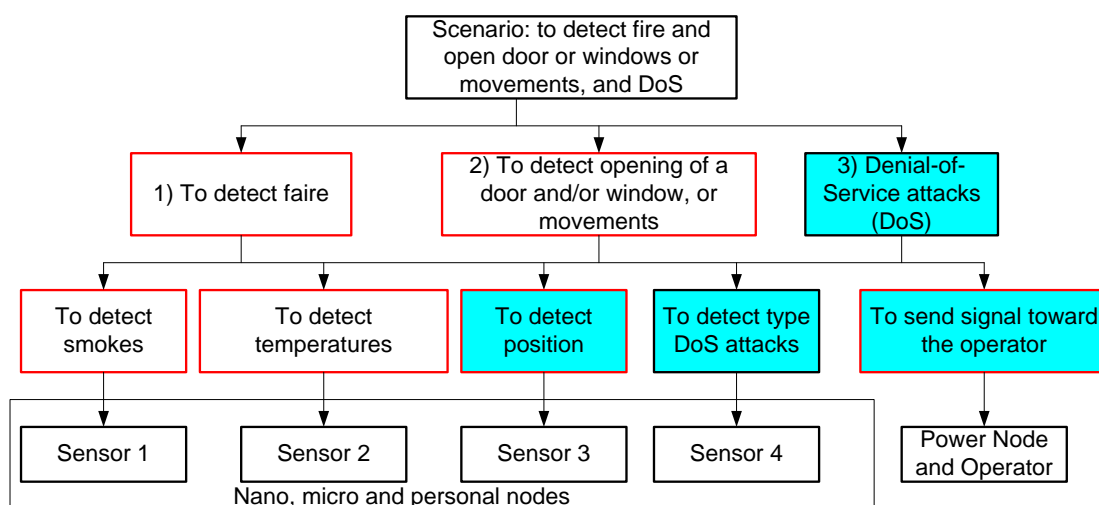 Scenario: to detect fire and
open door or windows or
movements, and DoS
1) To detect faire
2) To detect opening of a
door and/or window, or
movements
3) Denial-of-
Service attacks
(DoS)
To detect
smokes
To detect
temperatures
To detect
position
To detect type
DoS attacks
To send signal toward
the operator
Sensor 1
Sensor 2
Sensor 3
Sensor 4
Power Node
and Operator
Nano, micro and personal nodes